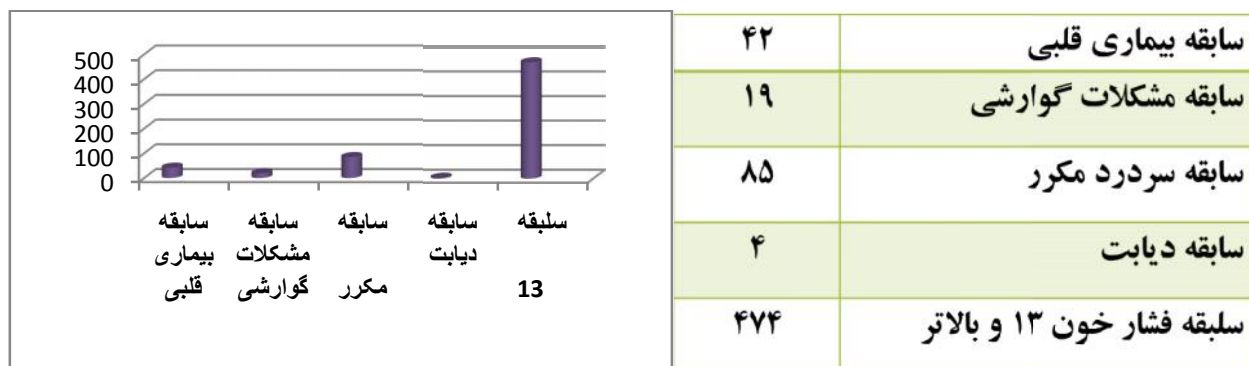 500
400
300
200
100
0
سابقه بیماری قلبی
سابقه مشکلات گوارشی
سابقه مکرر
سابقه دیابت
سلبقه 13
سابقه بیماری قلبی ۴۲
سابقه مشکلات گوارشی ۱۹
سابقه سردرد مکرر ۸۵
سابقه دیابت ۴
سلبقه فشار خون ۱۳ و بالاتر ۴۷۴